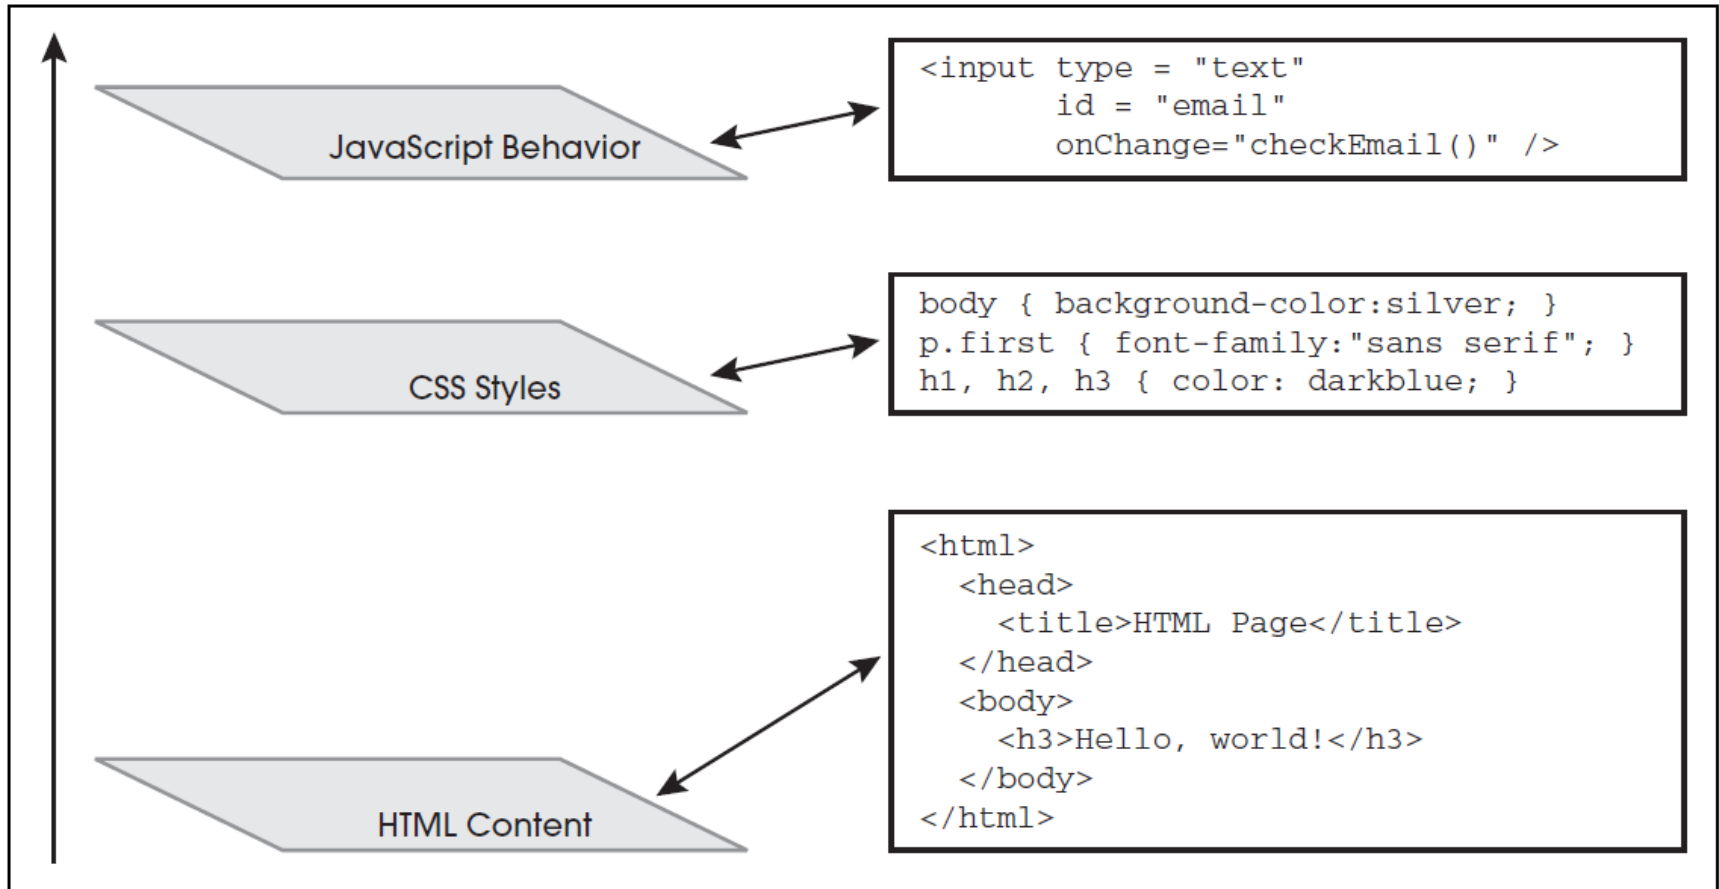 JavaScript Behavior
<input type = "text"
id = "email"
onChange="checkEmail()" />
CSS Styles
body { background-color:silver; }
p.first { font-family:"sans serif"; }
h1, h2, h3 { color: darkblue; }
HTML Content
<html>
<head>
<title>HTML Page</title>
</head>
<body>
<h3>Hello, world!</h3>
</body>
</html>